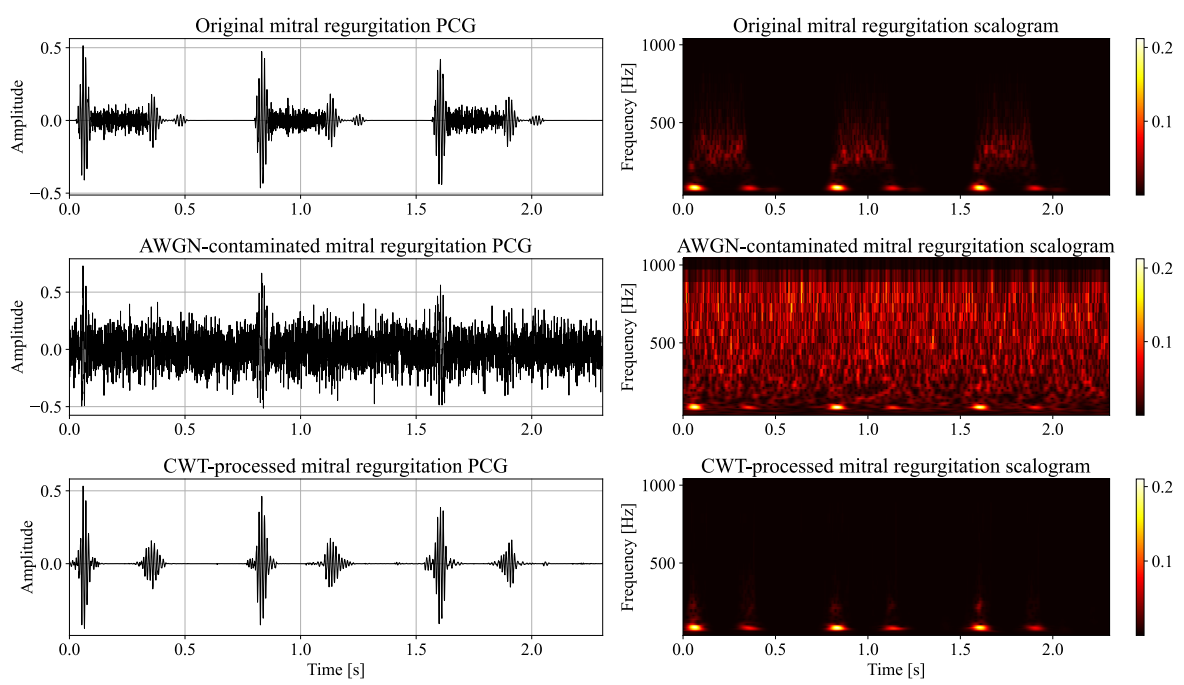 Original mitral regurgitation PCG
0.5
0.0
−0.5
Amplitude
0.0 0.5 1.0 1.5 2.0
Original mitral regurgitation scalogram
1000
500
Frequency [Hz]
0.0 0.5 1.0 1.5 2.0
0.2
0.1
AWGN-contaminated mitral regurgitation PCG
0.5
0.0
−0.5
Amplitude
0.0 0.5 1.0 1.5 2.0
AWGN-contaminated mitral regurgitation scalogram
1000
500
Frequency [Hz]
0.0 0.5 1.0 1.5 2.0
0.2
0.1
CWT-processed mitral regurgitation PCG
0.5
0.0
Amplitude
0.0 0.5 1.0 1.5 2.0
Time [s]
CWT-processed mitral regurgitation scalogram
1000
500
Frequency [Hz]
0.0 0.5 1.0 1.5 2.0
Time [s]
0.2
0.1